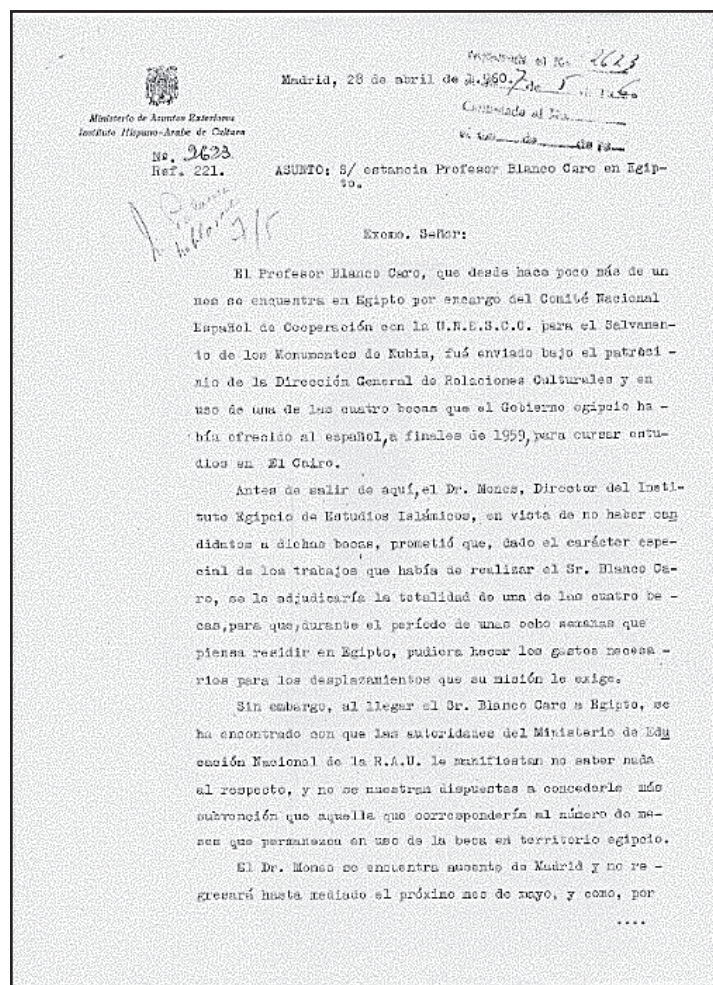 Madrid, 28 de abril de 1.960.
2623
Ministerio de Asuntos Exteriores
Instituto Hispano-Arabe de Cultura
No. 2623
Ref. 221.
ASUNTO: S/ estancia Profesor Blanco Caro en Egip-
to.
7/5
Excmo. Señor:
El Profesor Blanco Caro, que desde hace poco más de un
mes se encuentra en Egipto por encargo del Comité Nacional
Español de Cooperación con la U.N.E.S.C.O. para el Salvamen-
to de los Monumentos de Nubia, fué enviado bajo el patroci -
nio de la Dirección General de Relaciones Culturales y en
uso de una de las cuatro becas que el Gobierno egipcio ha -
bía ofrecido al español,a finales de 1959,para cursar estu-
dios en El Cairo.
Antes de salir de aquí,el Dr. Mones, Director del Insti-
tuto Egipcio de Estudios Islámicos, en vista de no haber can
didatos a dichas becas, prometió que, dado el carácter espe-
cial de los trabajos que había de realizar el Sr. Blanco Ca-
ro, se le adjudicaría la totalidad de una de las cuatro be -
cas,para que,durante el período de unas ocho semanas que
piensa residir en Egipto, pudiera hacer los gastos necesa -
rios para los desplazamientos que su misión le exige.
Sin embargo, al llegar el Sr. Blanco Caro a Egipto, se
ha encontrado con que las autoridades del Ministerio de Edu
cación Nacional de la R.A.U. le manifiestan no saber nada
al respecto, y no se muestran dispuestas a concederle más
subvención que aquella que correspondería al número de me-
ses que permanezca en uso de la beca en territorio egipcio.
El Dr. Mones se encuentra ausente de Madrid y no re -
gresará hasta mediado el próximo mes de mayo, y como, por
....